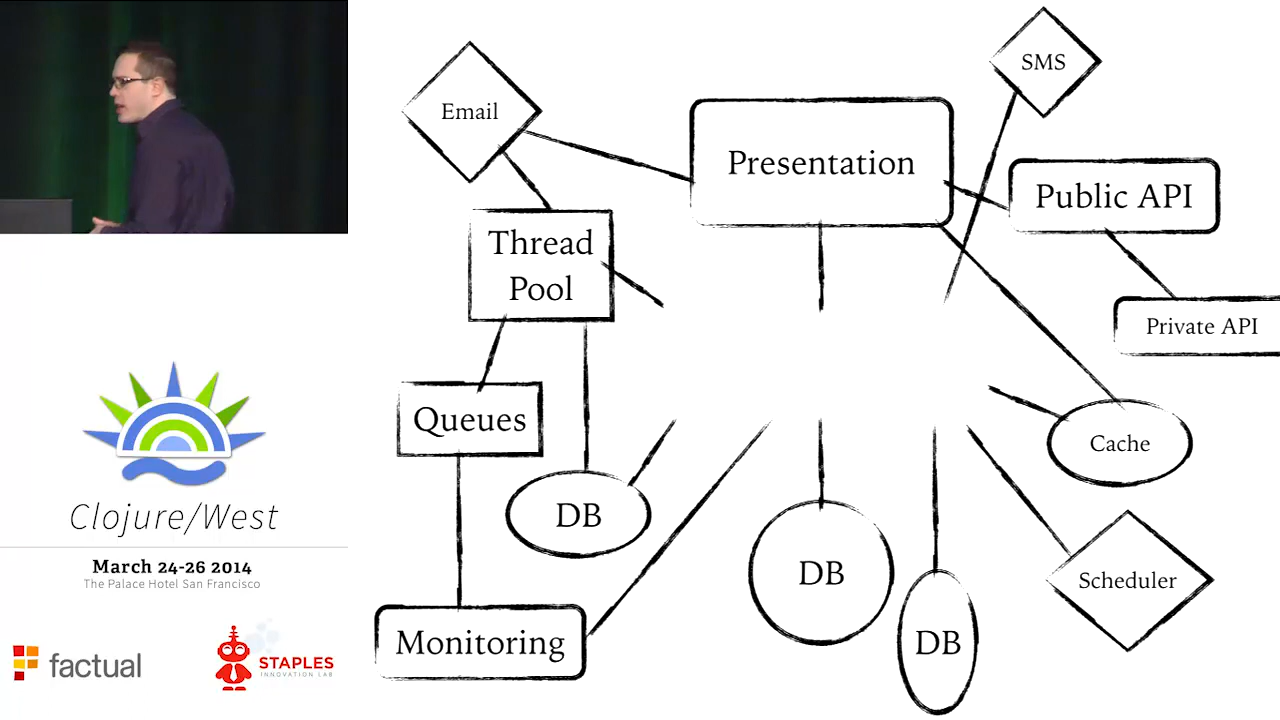 SMS
Email
Presentation
Public API
Thread
Pool
Private API
Queues
Cache
DB
DB
Scheduler
DB
Monitoring
Clojure/West
March 24-26 2014
The Palace Hotel San Francisco
factual
STAPLES
INNOVATION LAB